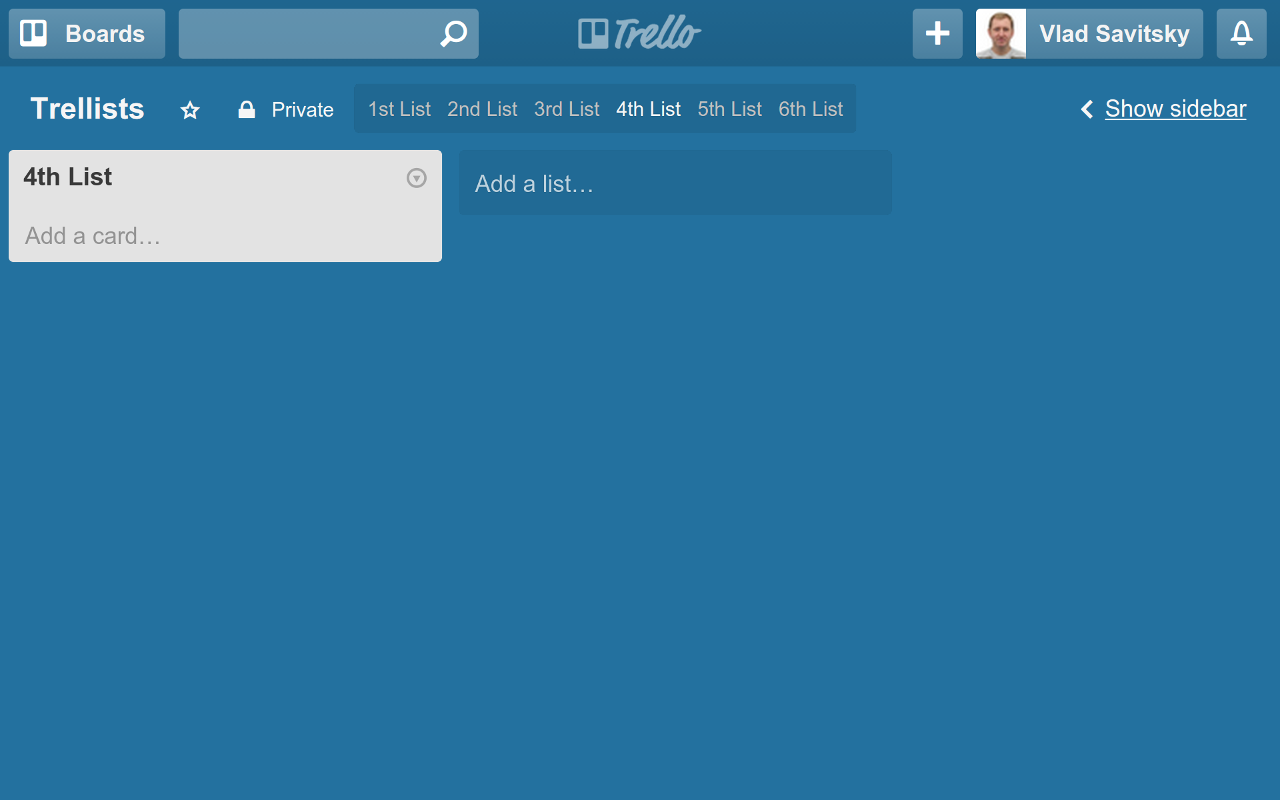 Boards
Trello
Vlad Savitsky
Trellists
Private
1st List 2nd List 3rd List 4th List 5th List 6th List
Show sidebar
4th List
Add a card…
Add a list…